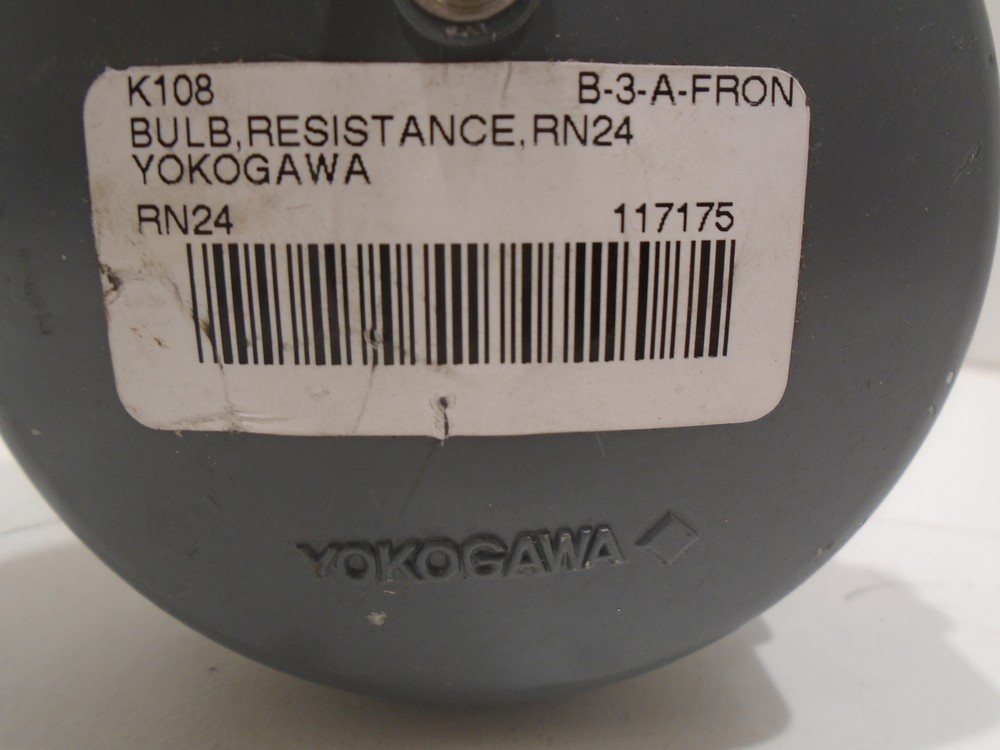 K108 B-3-A-FRON
BULB,RESISTANCE,RN24
YOKOGAWA
RN24 117175
YOKOGAWA